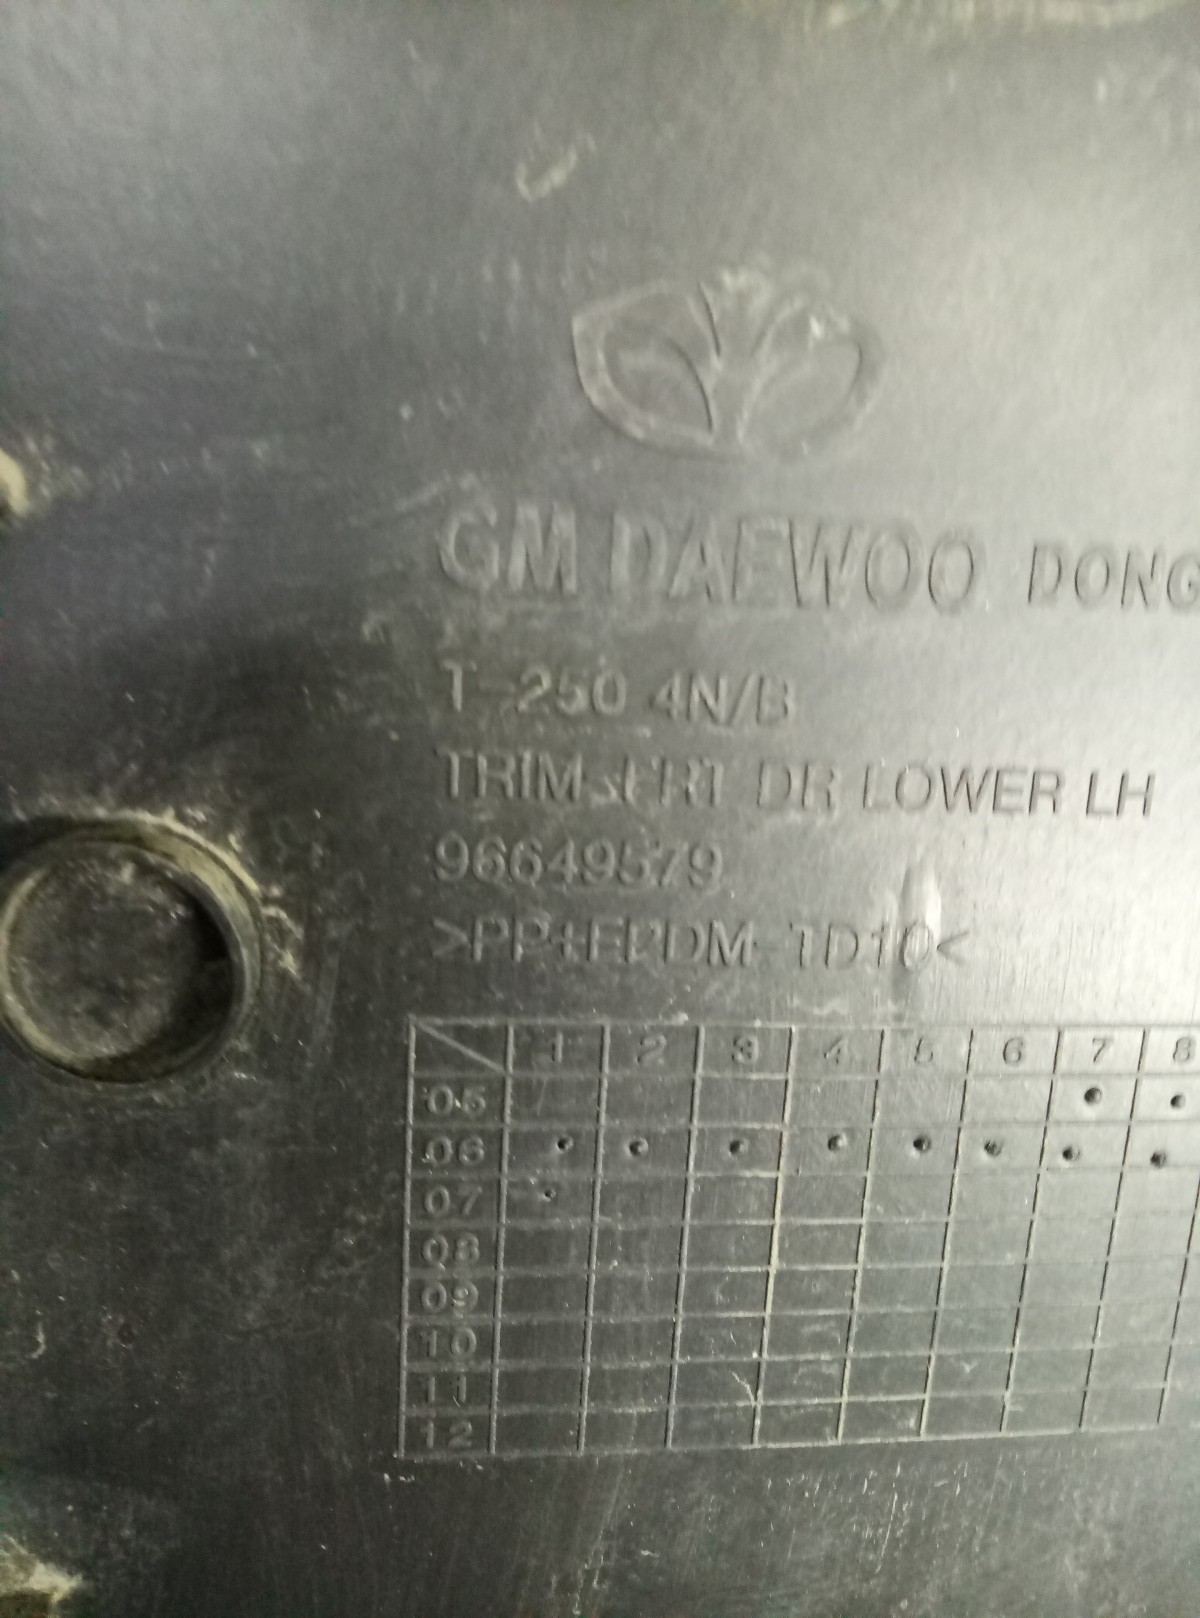 GM DAEWOO DONG
T-250 4N/B
TRIM-FRT DR LOWER LH
96649579
>PP+EPDM-TD10<
1 2 3 4 5 6 7 8
05
06
07
08
09
10
11
12